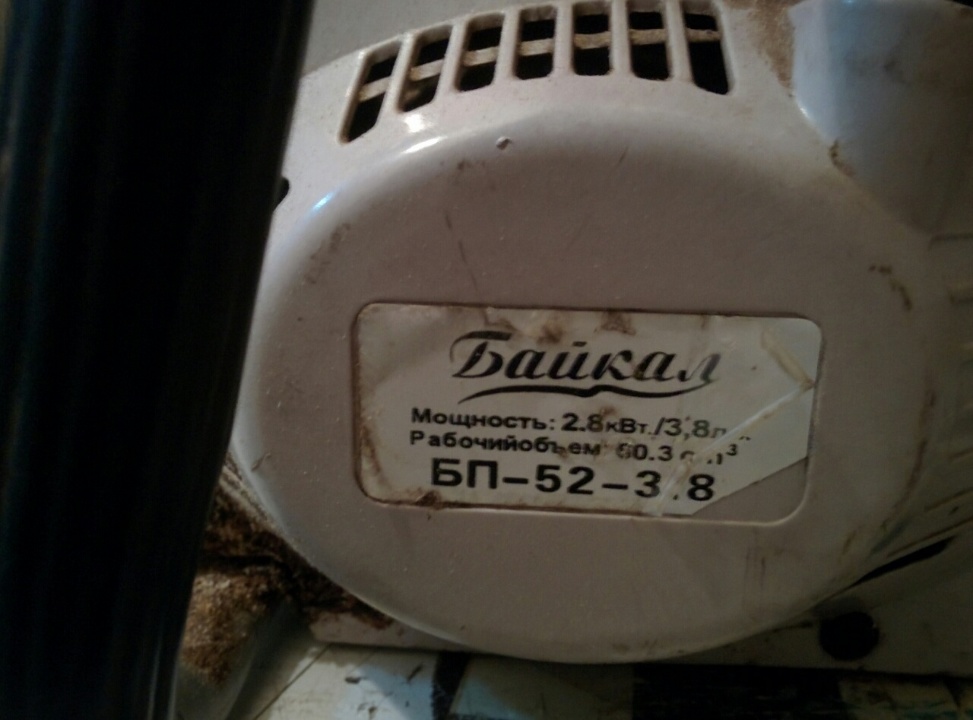 Байкал
Мощность: 2.8кВт./3,8л
Рабочийобъем 60.3
БП-52-3.8